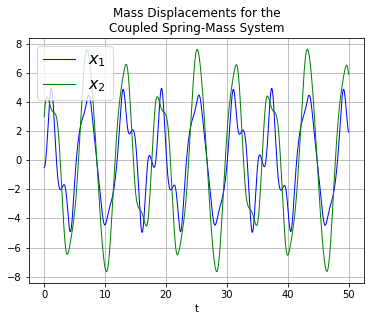 Mass Displacements for the
Coupled Spring-Mass System
x₁
x₂
8
6
4
2
0
−2
−4
−6
−8
0 10 20 30 40 50
t